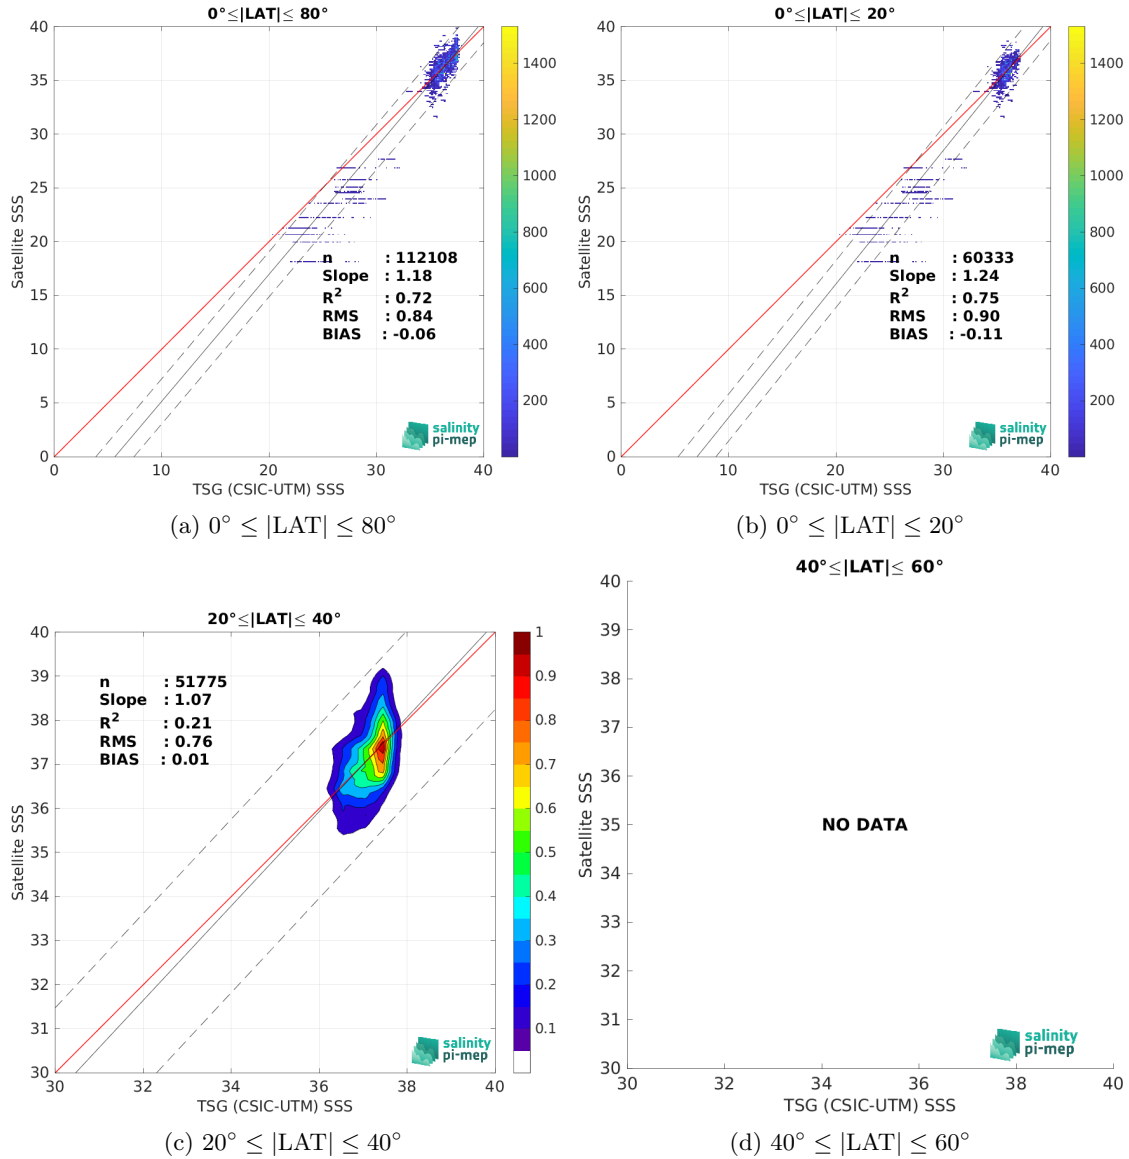 0°≤|LAT|≤ 80°
40
35
30
25
20
15
10
5
0
Satellite SSS
n : 112108
Slope : 1.18
R² : 0.72
RMS : 0.84
BIAS : -0.06
salinity
pi-mep
0 10 20 30 40
TSG (CSIC-UTM) SSS
1400
1200
1000
800
600
400
200
(a) 0° ≤ |LAT| ≤ 80°
0°≤|LAT|≤ 20°
40
35
30
25
20
15
10
5
0
Satellite SSS
n : 60333
Slope : 1.24
R² : 0.75
RMS : 0.90
BIAS : -0.11
salinity
pi-mep
0 10 20 30 40
TSG (CSIC-UTM) SSS
1400
1200
1000
800
600
400
200
(b) 0° ≤ |LAT| ≤ 20°
20°≤|LAT|≤ 40°
40
39
38
37
36
35
34
33
32
31
30
Satellite SSS
n : 51775
Slope : 1.07
R² : 0.21
RMS : 0.76
BIAS : 0.01
salinity
pi-mep
30 32 34 36 38 40
TSG (CSIC-UTM) SSS
1
0.9
0.8
0.7
0.6
0.5
0.4
0.3
0.2
0.1
(c) 20° ≤ |LAT| ≤ 40°
40°≤|LAT|≤ 60°
40
39
38
37
36
35
34
33
32
31
30
Satellite SSS
NO DATA
salinity
pi-mep
30 32 34 36 38 40
TSG (CSIC-UTM) SSS
(d) 40° ≤ |LAT| ≤ 60°